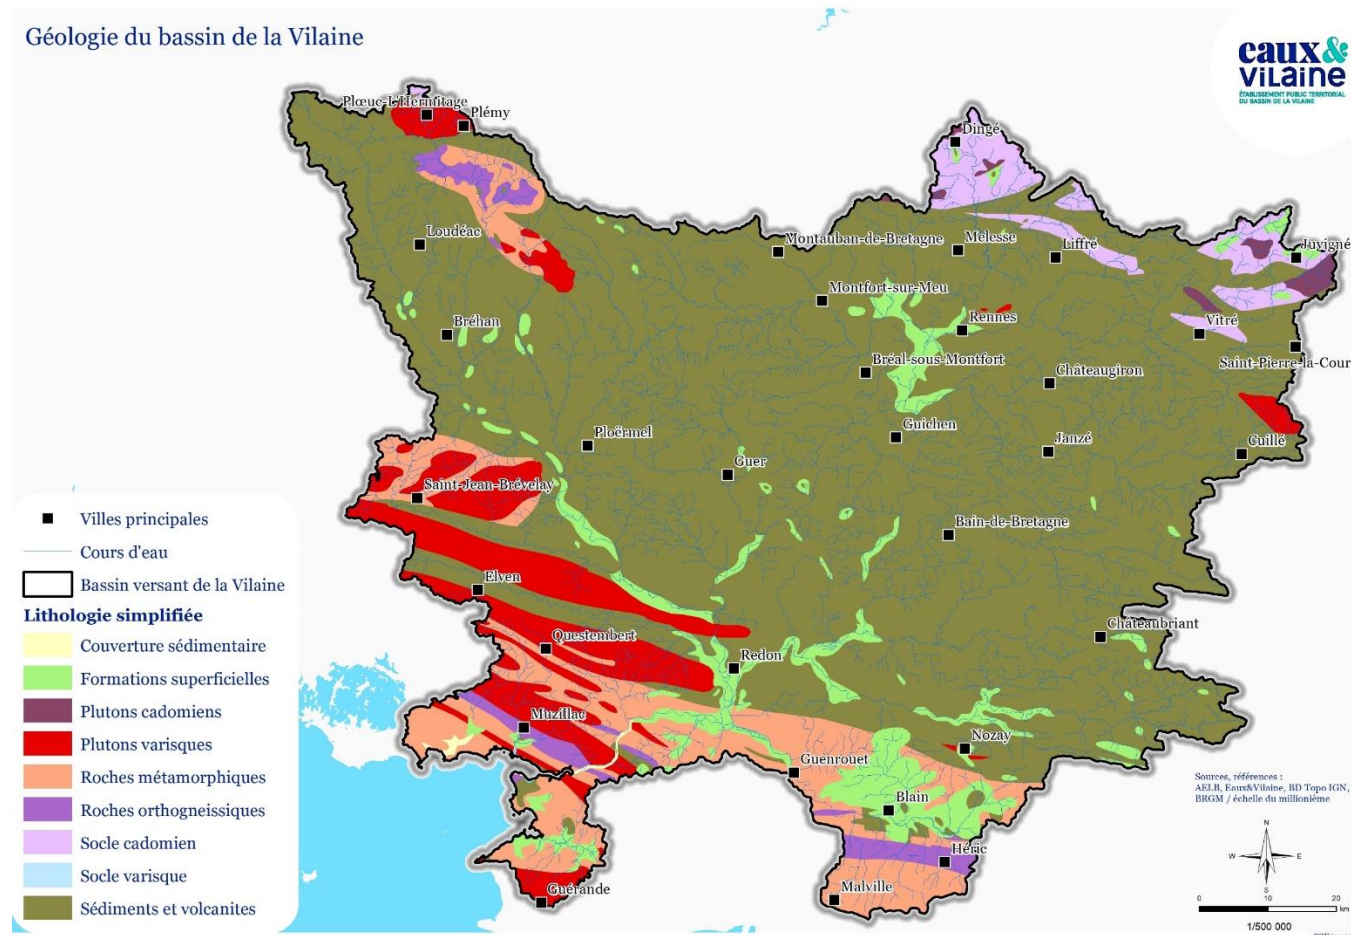 Géologie du bassin de la Vilaine
eaux&
vilaine
ÉTABLISSEMENT PUBLIC TERRITORIAL
DU BASSIN DE LA VILAINE
Plœuc-L'Hermitage
Plémy
Dingé
Loudéac
Montauban-de-Bretagne
Melesse
Liffré
Juvigné
Montfort-sur-Meu
Bréhan
Rennes
Vitré
Saint-Pierre-la-Cour
Bréal-sous-Montfort
Châteaugiron
Ploërmel
Guichen
Janzé
Cuillé
Guer
Saint-Jean-Brévelay
Bain-de-Bretagne
Elven
Châteaubriant
Questembert
Redon
Muzillac
Nozay
Guenrouet
Blain
Héric
Malville
Guérande
Villes principales
Cours d'eau
Bassin versant de la Vilaine
Lithologie simplifiée
Couverture sédimentaire
Formations superficielles
Plutons cadomiens
Plutons varisques
Roches métamorphiques
Roches orthogneissiques
Socle cadomien
Socle varisque
Sédiments et volcanites
Sources, références :
AELB, Eaux&Vilaine, BD Topo IGN,
BRGM / échelle du millionième
N
W E
S
0 10 20
km
1/500 000